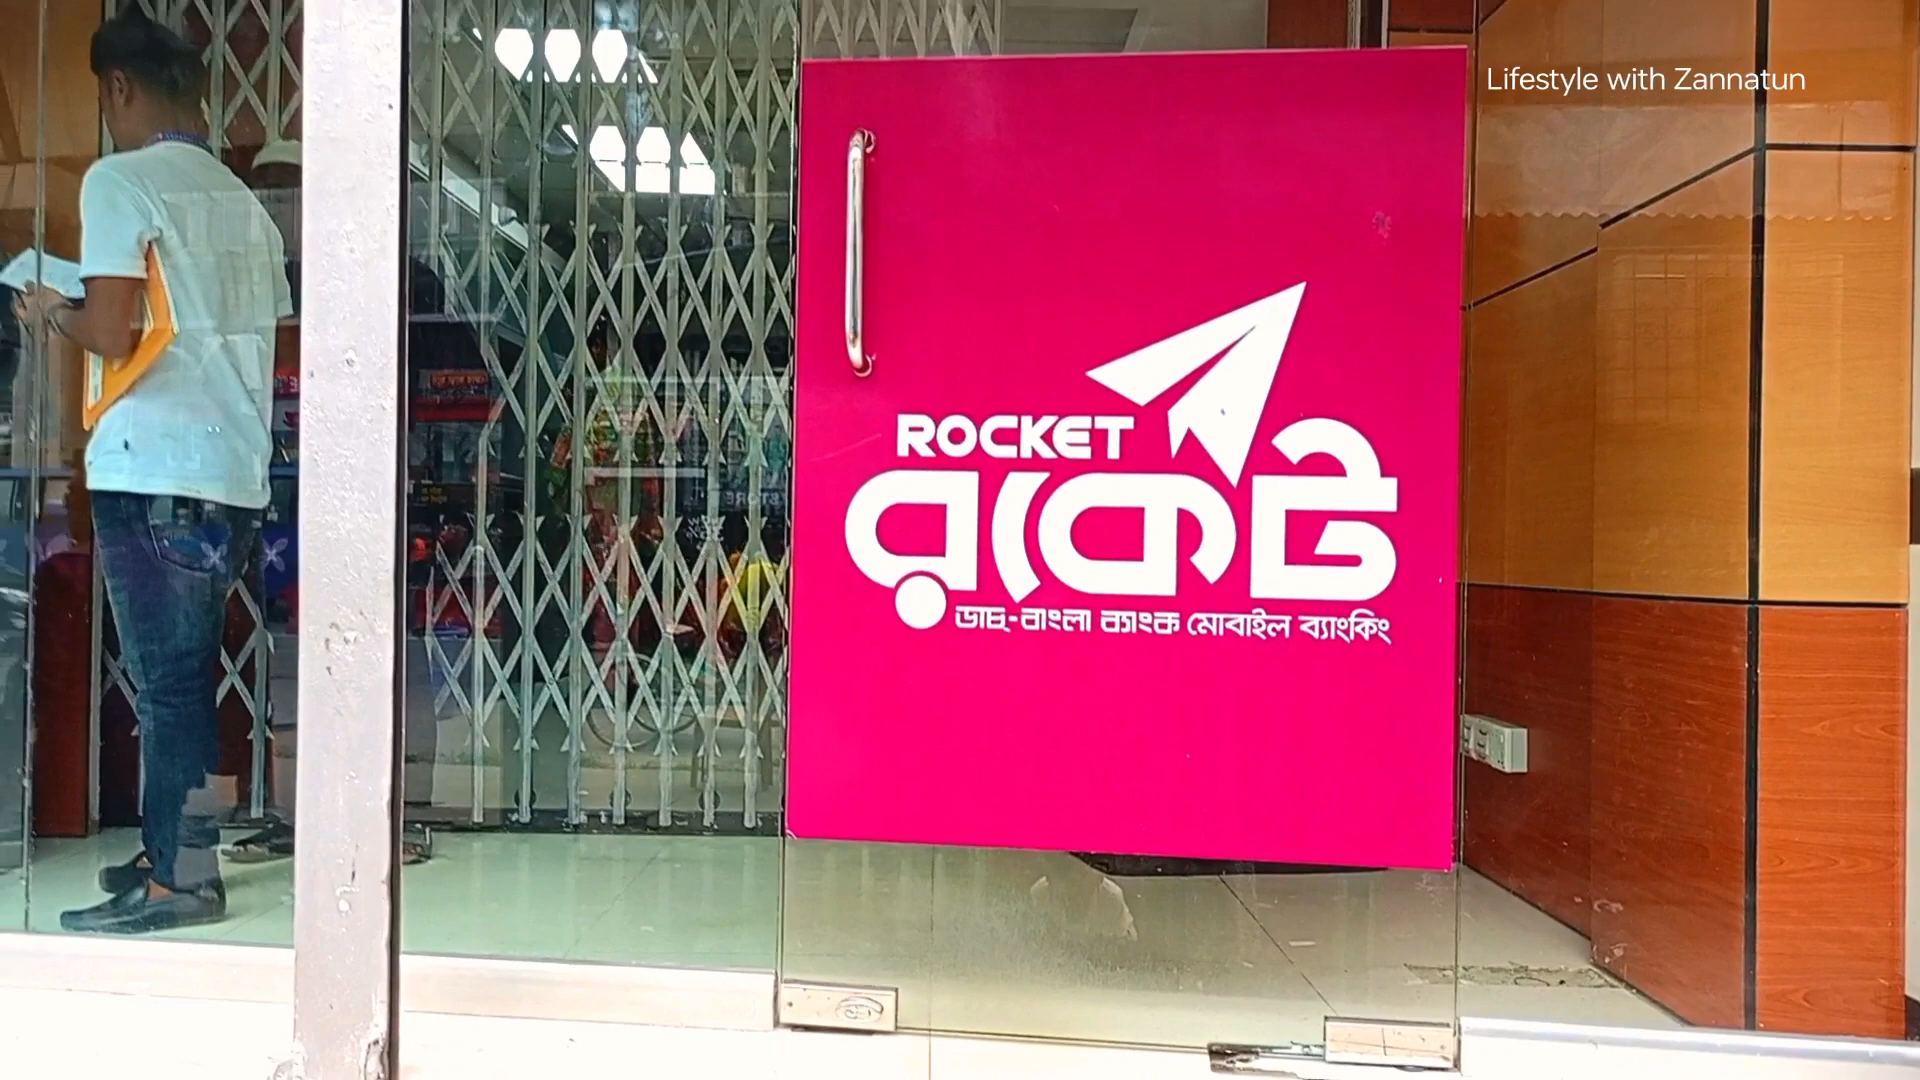 Lifestyle with Zannatun
ROCKET
রকেট
ডাচ্-বাংলা ব্যাংক মোবাইল ব্যাংকিং